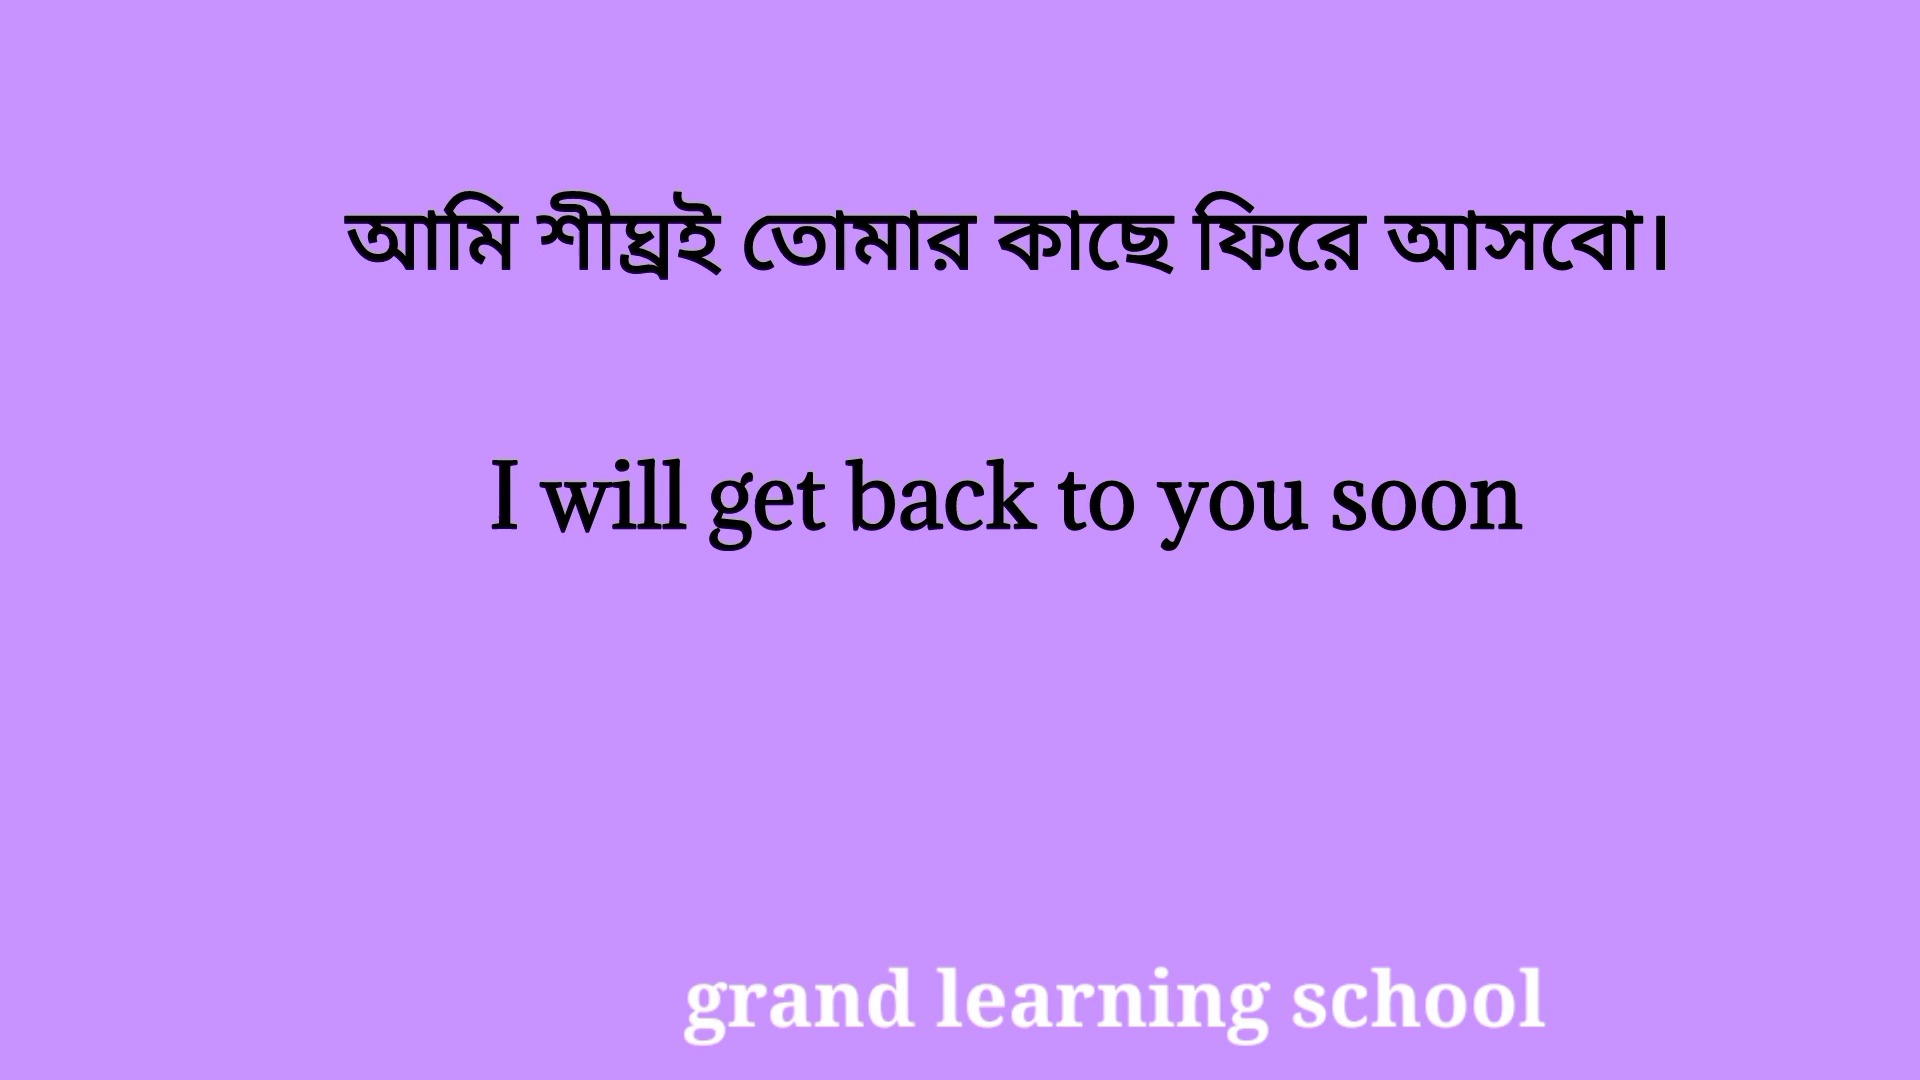 আমি শীঘ্রই তোমার কাছে ফিরে আসবো।
I will get back to you soon
grand learning school